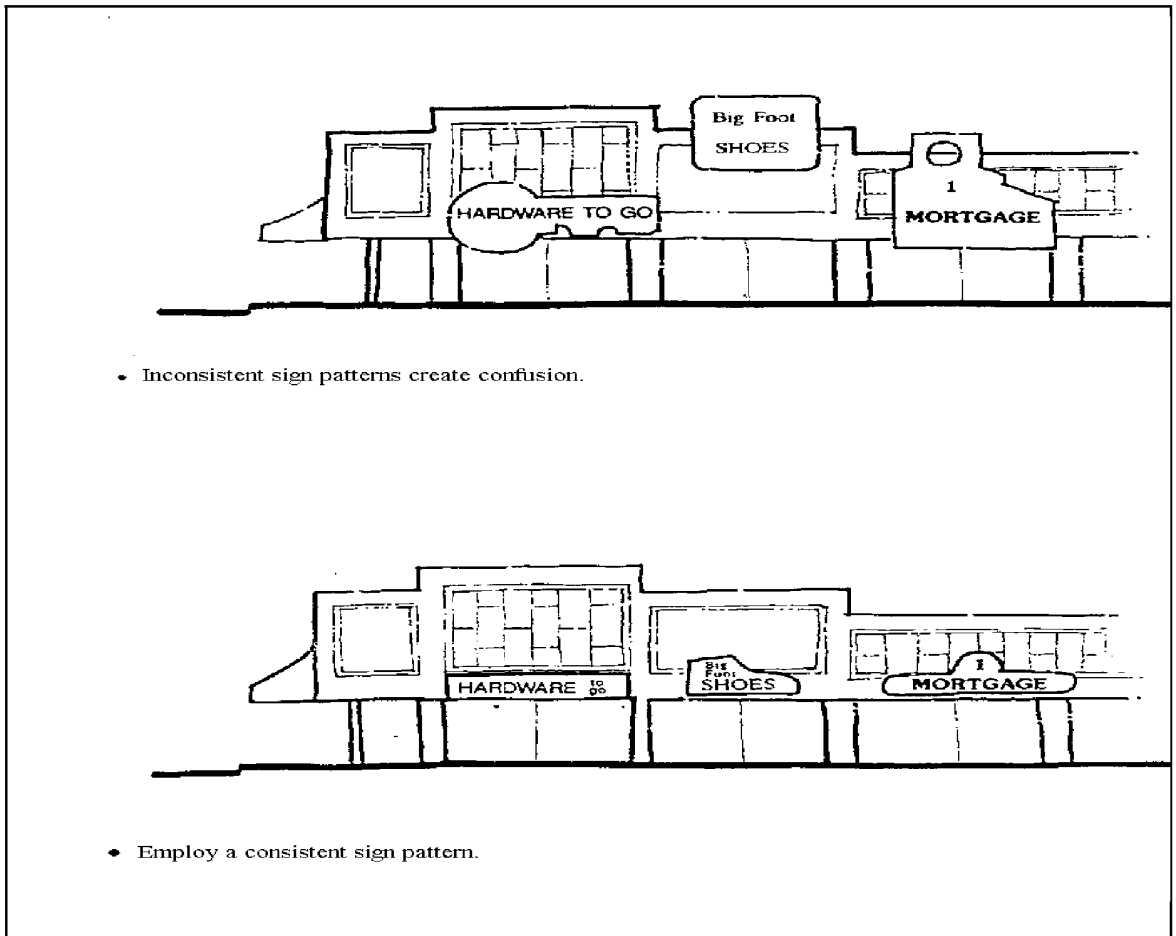 Big Foot
SHOES
HARDWARE TO GO
1
MORTGAGE
• Inconsistent sign patterns create confusion.
HARDWARE to go
Big
Foot
SHOES
1
MORTGAGE
• Employ a consistent sign pattern.